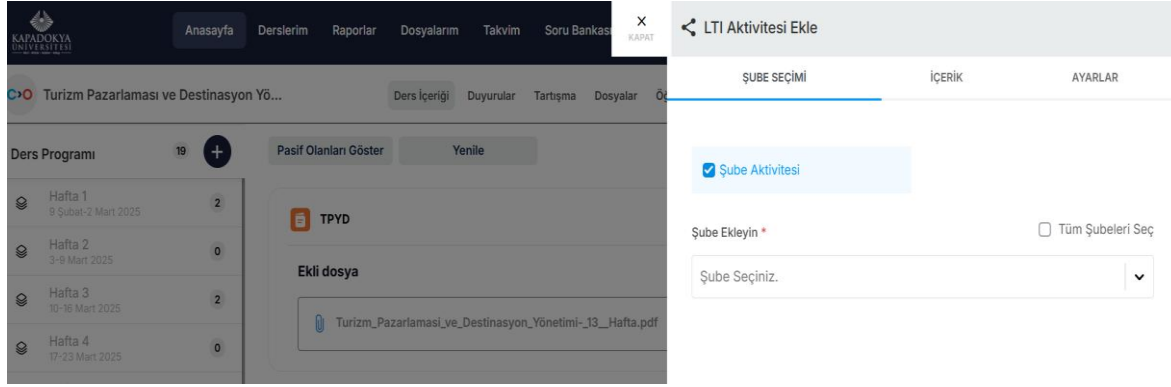 KAPADOKYA
ÜNİVERSİTESİ
Anasayfa Derslerim Raporlar Dosyalarım Takvim Soru Bankası
X
KAPAT
LTI Aktivitesi Ekle
ŞUBE SEÇİMİ İÇERİK AYARLAR
Turizm Pazarlaması ve Destinasyon Yö...
Ders İçeriği Duyurular Tartışma Dosyalar
Ders Programı 19 +
Pasif Olanları Göster Yenile
Şube Aktivitesi
Hafta 1
9 Şubat-2 Mart 2025
2
TPYD
Şube Ekleyin *
Tüm Şubeleri Seç
Hafta 2
3-9 Mart 2025
0
Ekli dosya
Şube Seçiniz.
Hafta 3
10-16 Mart 2025
2
Turizm_Pazarlamasi_ve_Destinasyon_Yönetimi-_13__Hafta.pdf
Hafta 4
17-23 Mart 2025
0